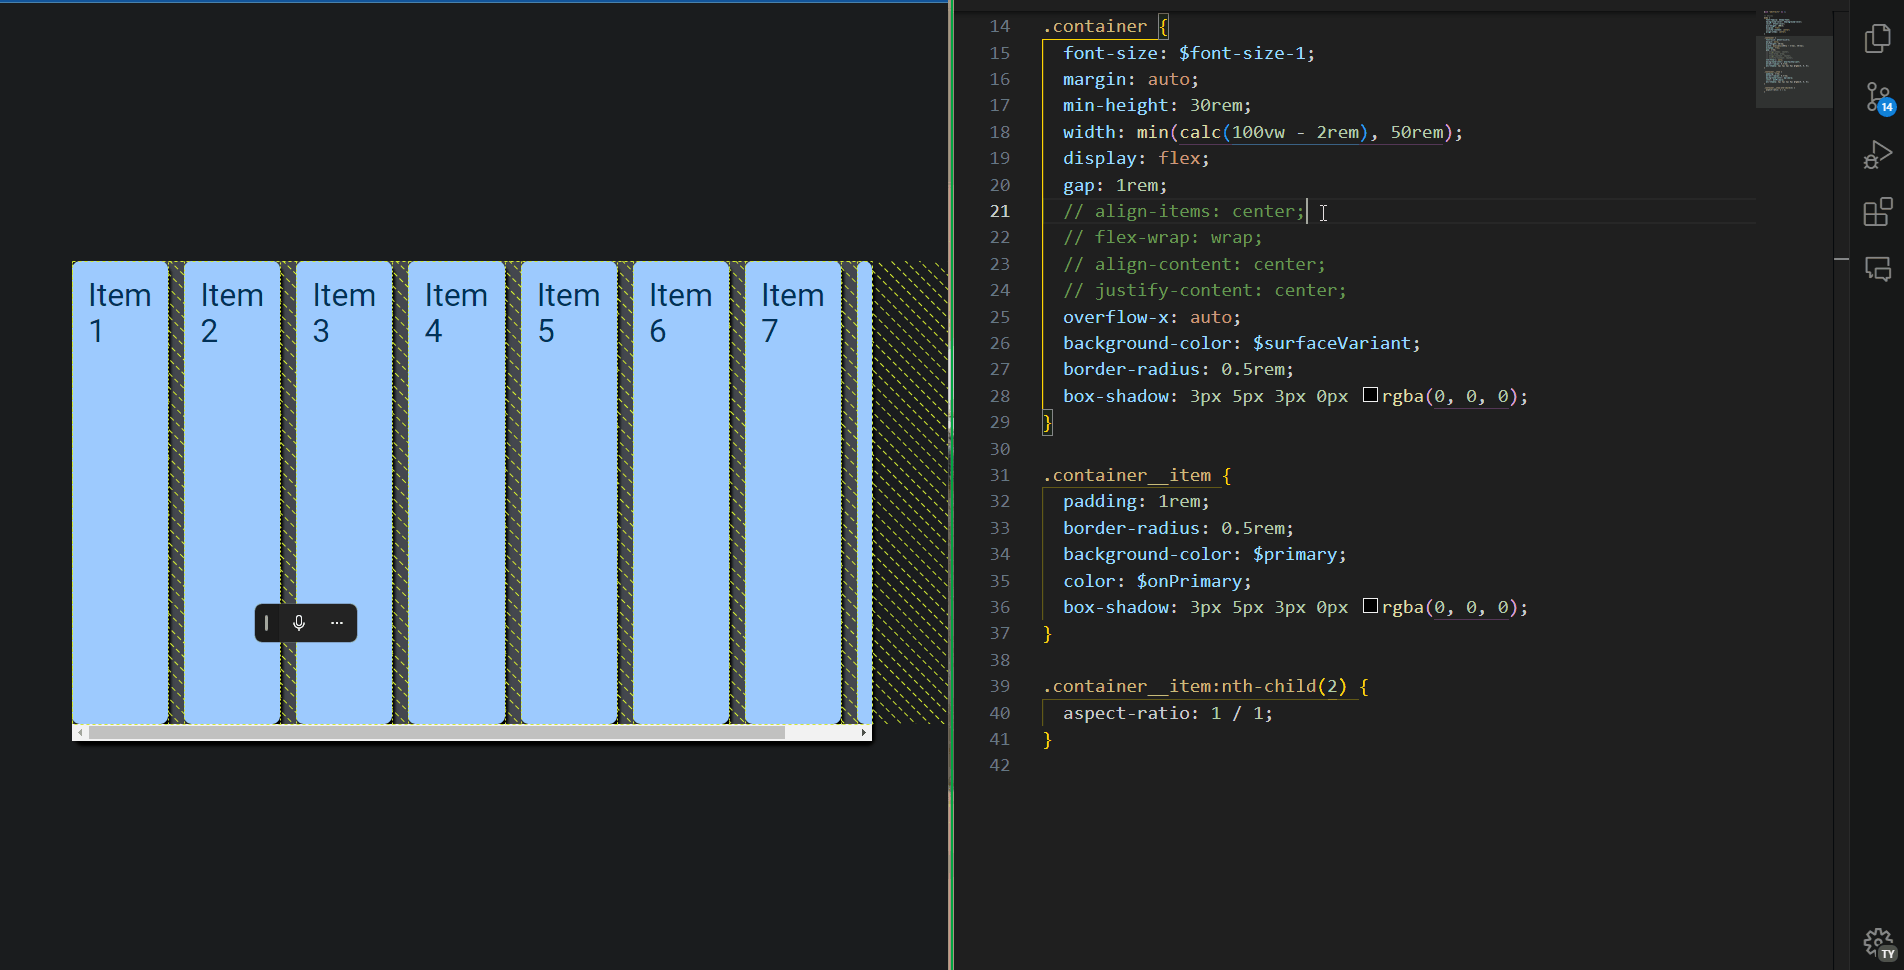 Item 1
Item 2
Item 3
Item 4
Item 5
Item 6
Item 7
14 .container {
15 font-size: $font-size-1;
16 margin: auto;
17 min-height: 30rem;
18 width: min(calc(100vw - 2rem), 50rem);
19 display: flex;
20 gap: 1rem;
21 // align-items: center;
22 // flex-wrap: wrap;
23 // align-content: center;
24 // justify-content: center;
25 overflow-x: auto;
26 background-color: $surfaceVariant;
27 border-radius: 0.5rem;
28 box-shadow: 3px 5px 3px 0px rgba(0, 0, 0);
29 }
30
31 .container__item {
32 padding: 1rem;
33 border-radius: 0.5rem;
34 background-color: $primary;
35 color: $onPrimary;
36 box-shadow: 3px 5px 3px 0px rgba(0, 0, 0);
37 }
38
39 .container__item:nth-child(2) {
40 aspect-ratio: 1 / 1;
41 }
42
14
TY